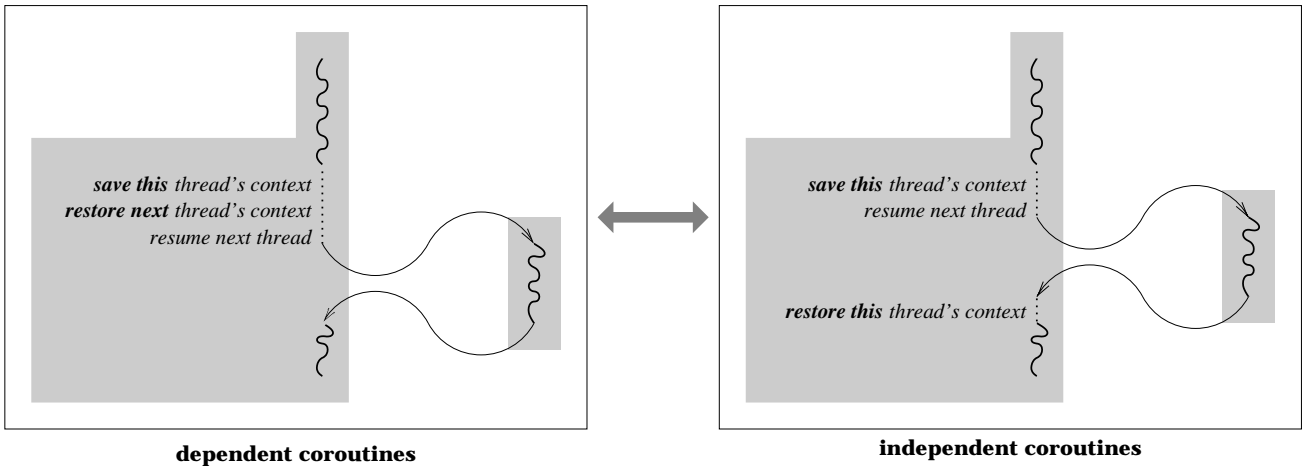 save this thread's context
restore next thread's context
resume next thread
dependent coroutines
save this thread's context
resume next thread
restore this thread's context
independent coroutines